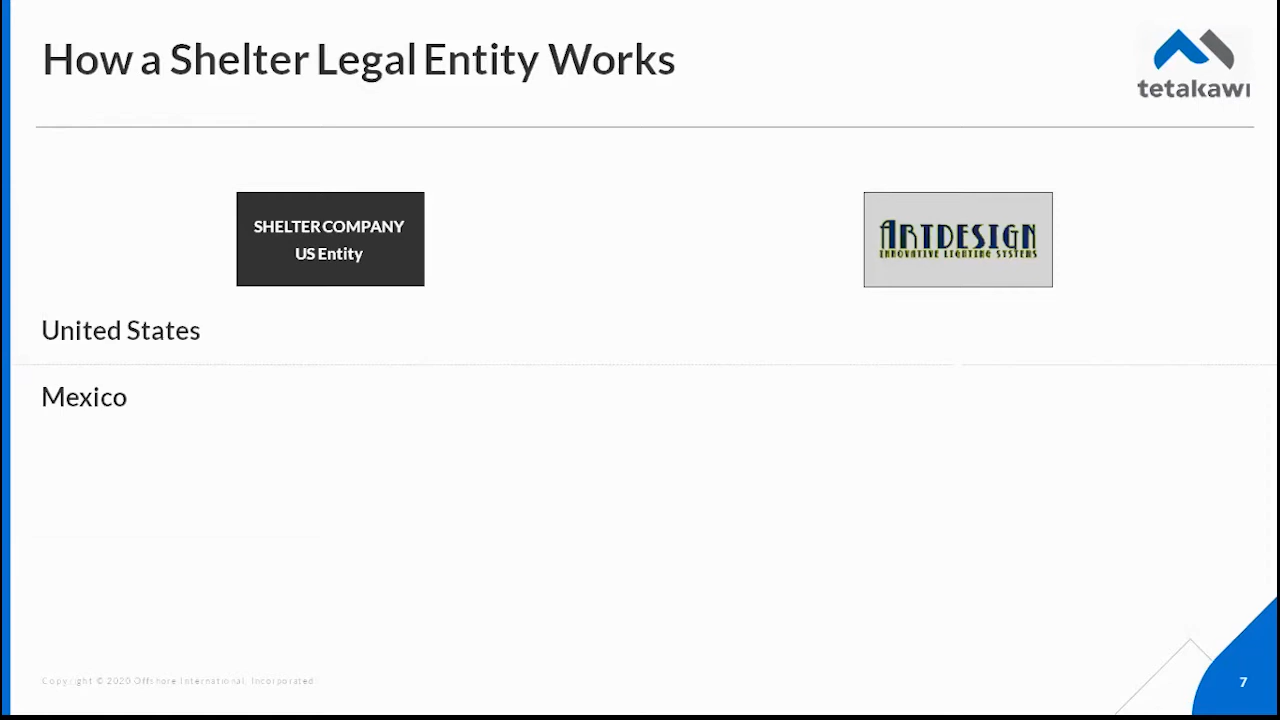 How a Shelter Legal Entity Works
tetakawi
SHELTER COMPANY
US Entity
ARTDESIGN
INNOVATIVE LIGHTING SYSTEMS
United States
Mexico
Copyright © 2020 Offshore International, Incorporated
7